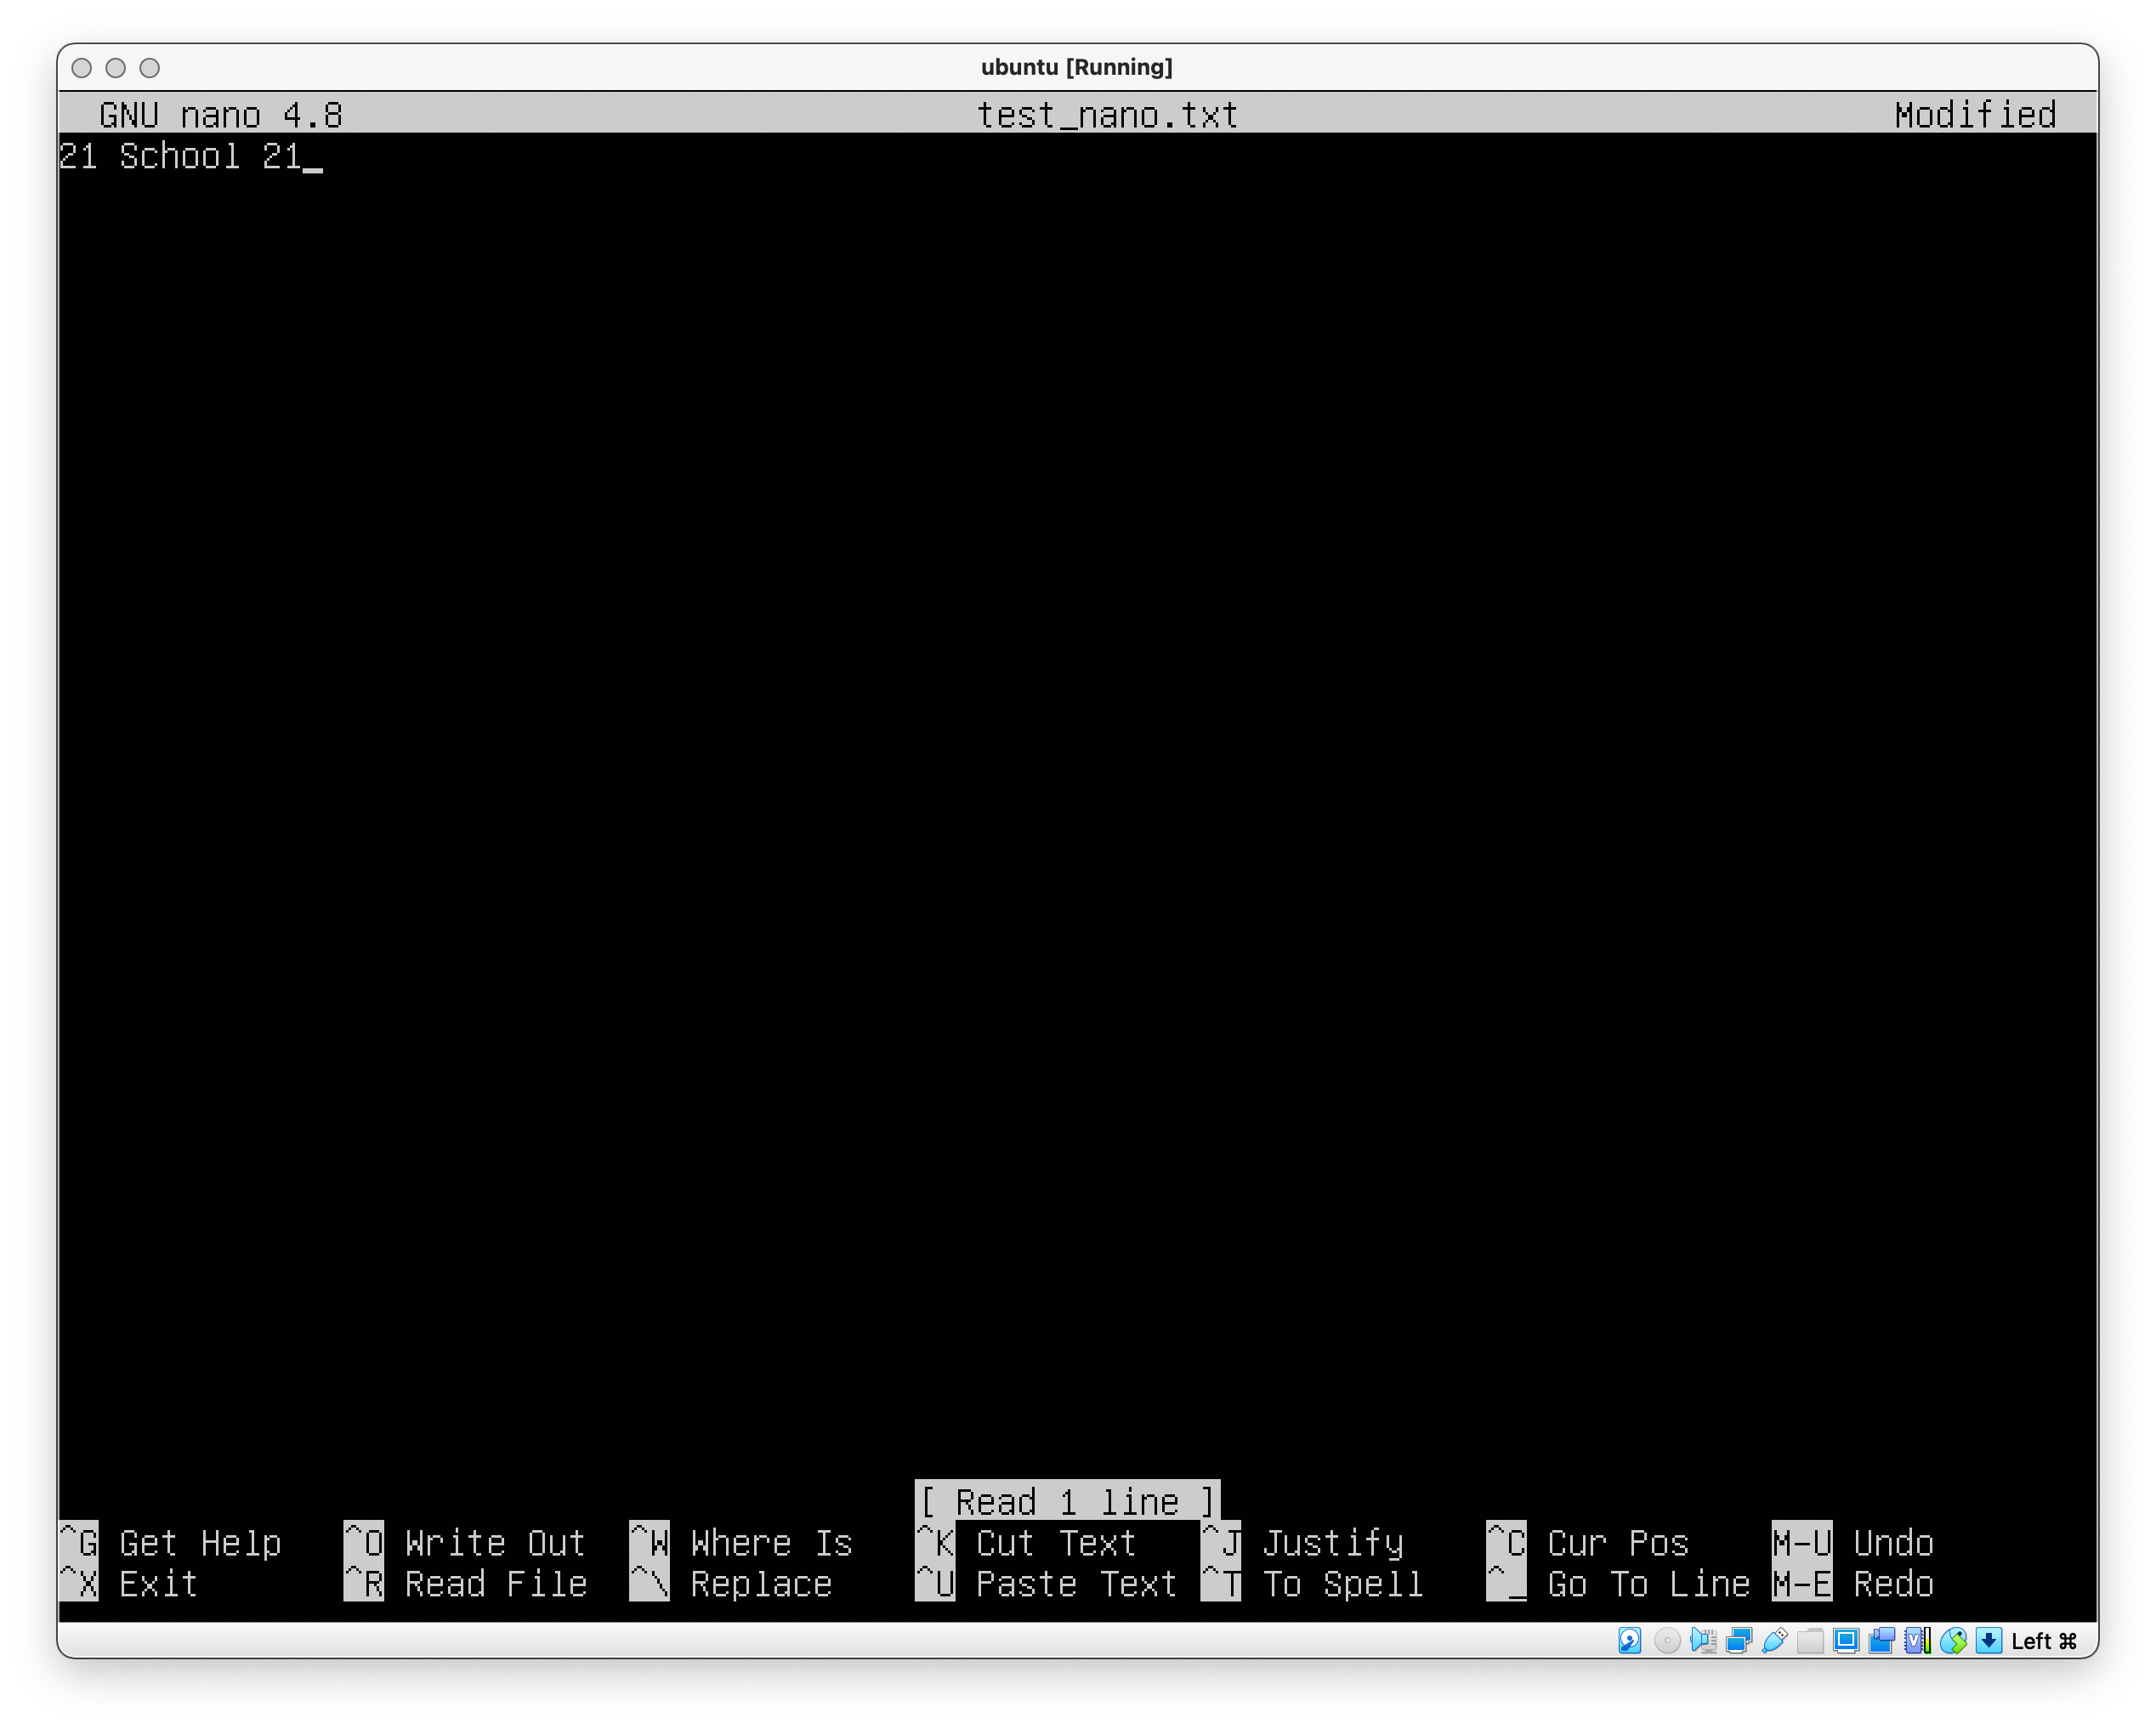 ubuntu [Running]
GNU nano 4.8 test_nano.txt Modified
21 School 21_
[ Read 1 line ]
^G Get Help ^O Write Out ^W Where Is ^K Cut Text ^J Justify ^C Cur Pos M-U Undo
^X Exit ^R Read File ^\ Replace ^U Paste Text ^T To Spell ^_ Go To Line M-E Redo
Left ⌘